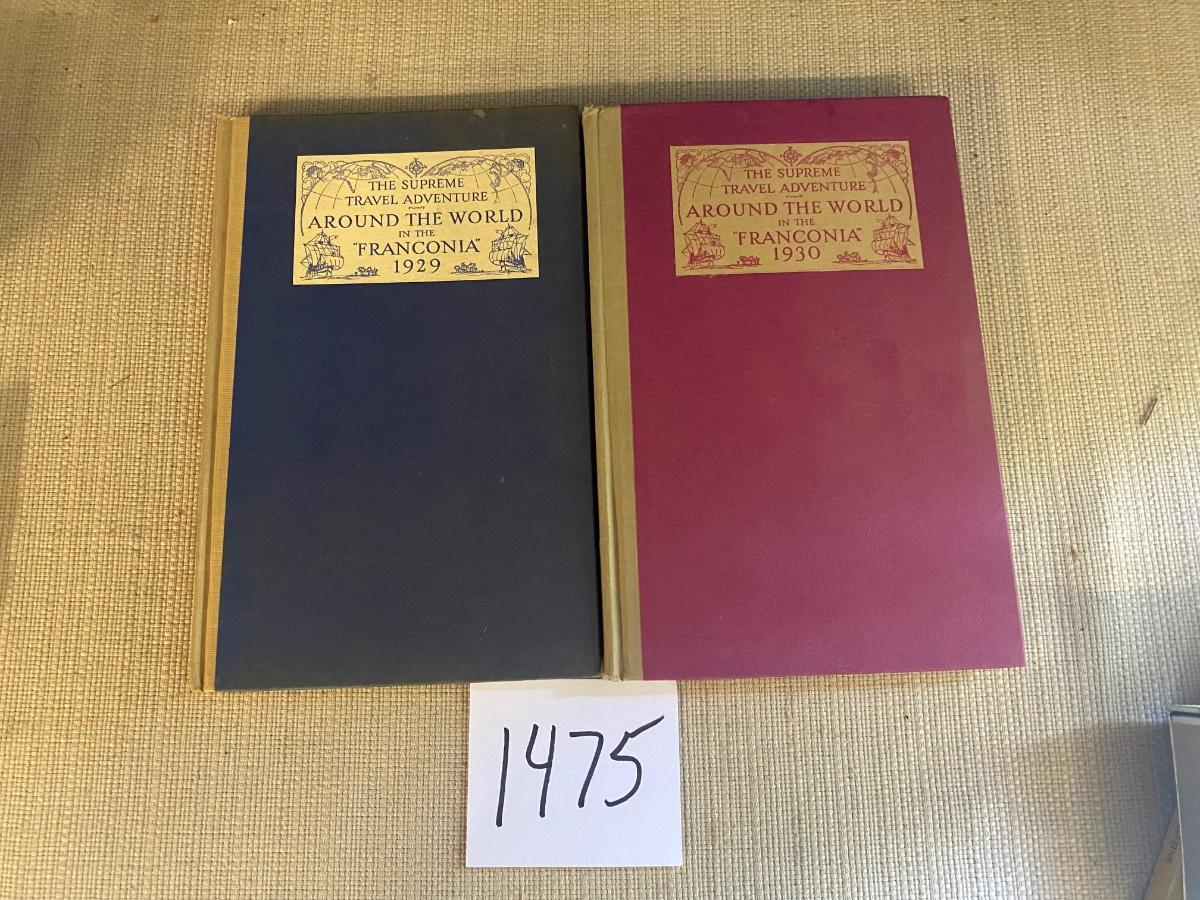 THE SUPREME
TRAVEL ADVENTURE
AROUND THE WORLD
IN THE
"FRANCONIA"
1929
THE SUPREME
TRAVEL ADVENTURE
AROUND THE WORLD
IN THE
"FRANCONIA"
1930
1475